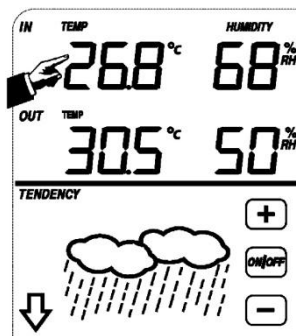 IN TEMP HUMIDITY
26.8 °C 68 % RH
OUT TEMP
30.5 °C 50 % RH
TENDENCY
+
ON/OFF
−